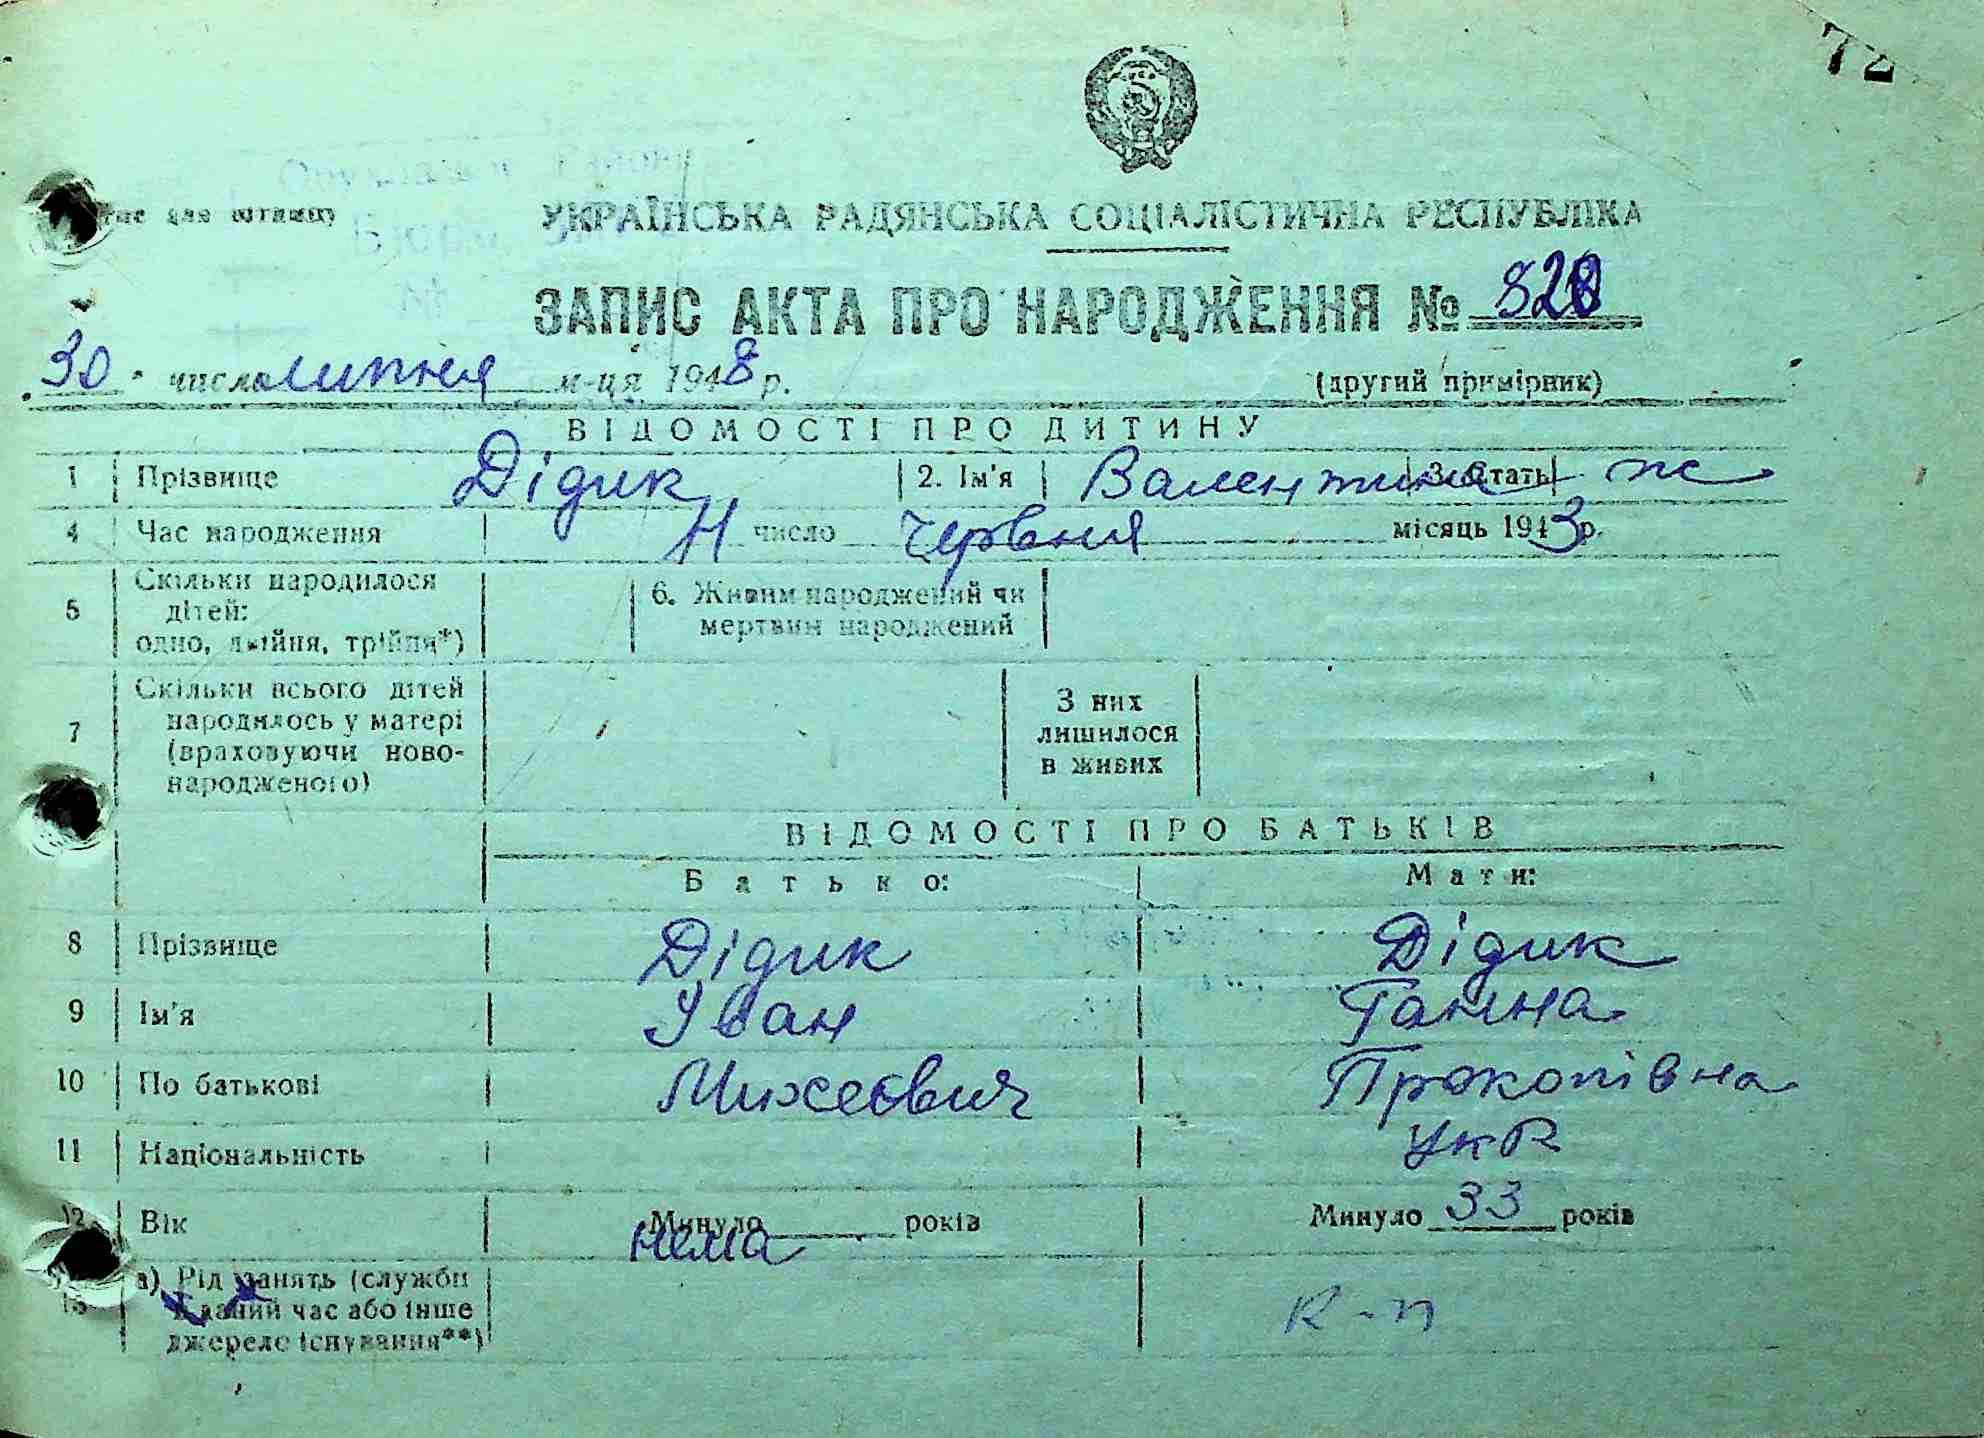 72
для штампу
УКРАЇНСЬКА РАДЯНСЬКА СОЦІАЛІСТИЧНА РЕСПУБЛІКА
ЗАПИС АКТА ПРО НАРОДЖЕННЯ № 820
30 числа липня м-ця 1948 р. (другий примірник)
ВІДОМОСТІ ПРО ДИТИНУ
1 Прізвище Дідик 2. Ім'я Валентина 3. Стать ж
4 Час народження 11 число червня місяць 1943 р.
5 Скільки народилося дітей: одно, двійня, трійня*) 6. Живим народжений чи мертвим народжений
7 Скільки всього дітей народилось у матері (враховуючи новонародженого) З них лишилося в живих
ВІДОМОСТІ ПРО БАТЬКІВ
Батько: Мати:
8 Прізвище Дідик Дідик
9 Ім'я Іван Ганна
10 По батькові Михеєвич Прокопівна
11 Національність Укр
12 Вік Минуло нема років Минуло 33 років
13 а) Рід занять (служби в даний час або інше джерело існування**) к-п